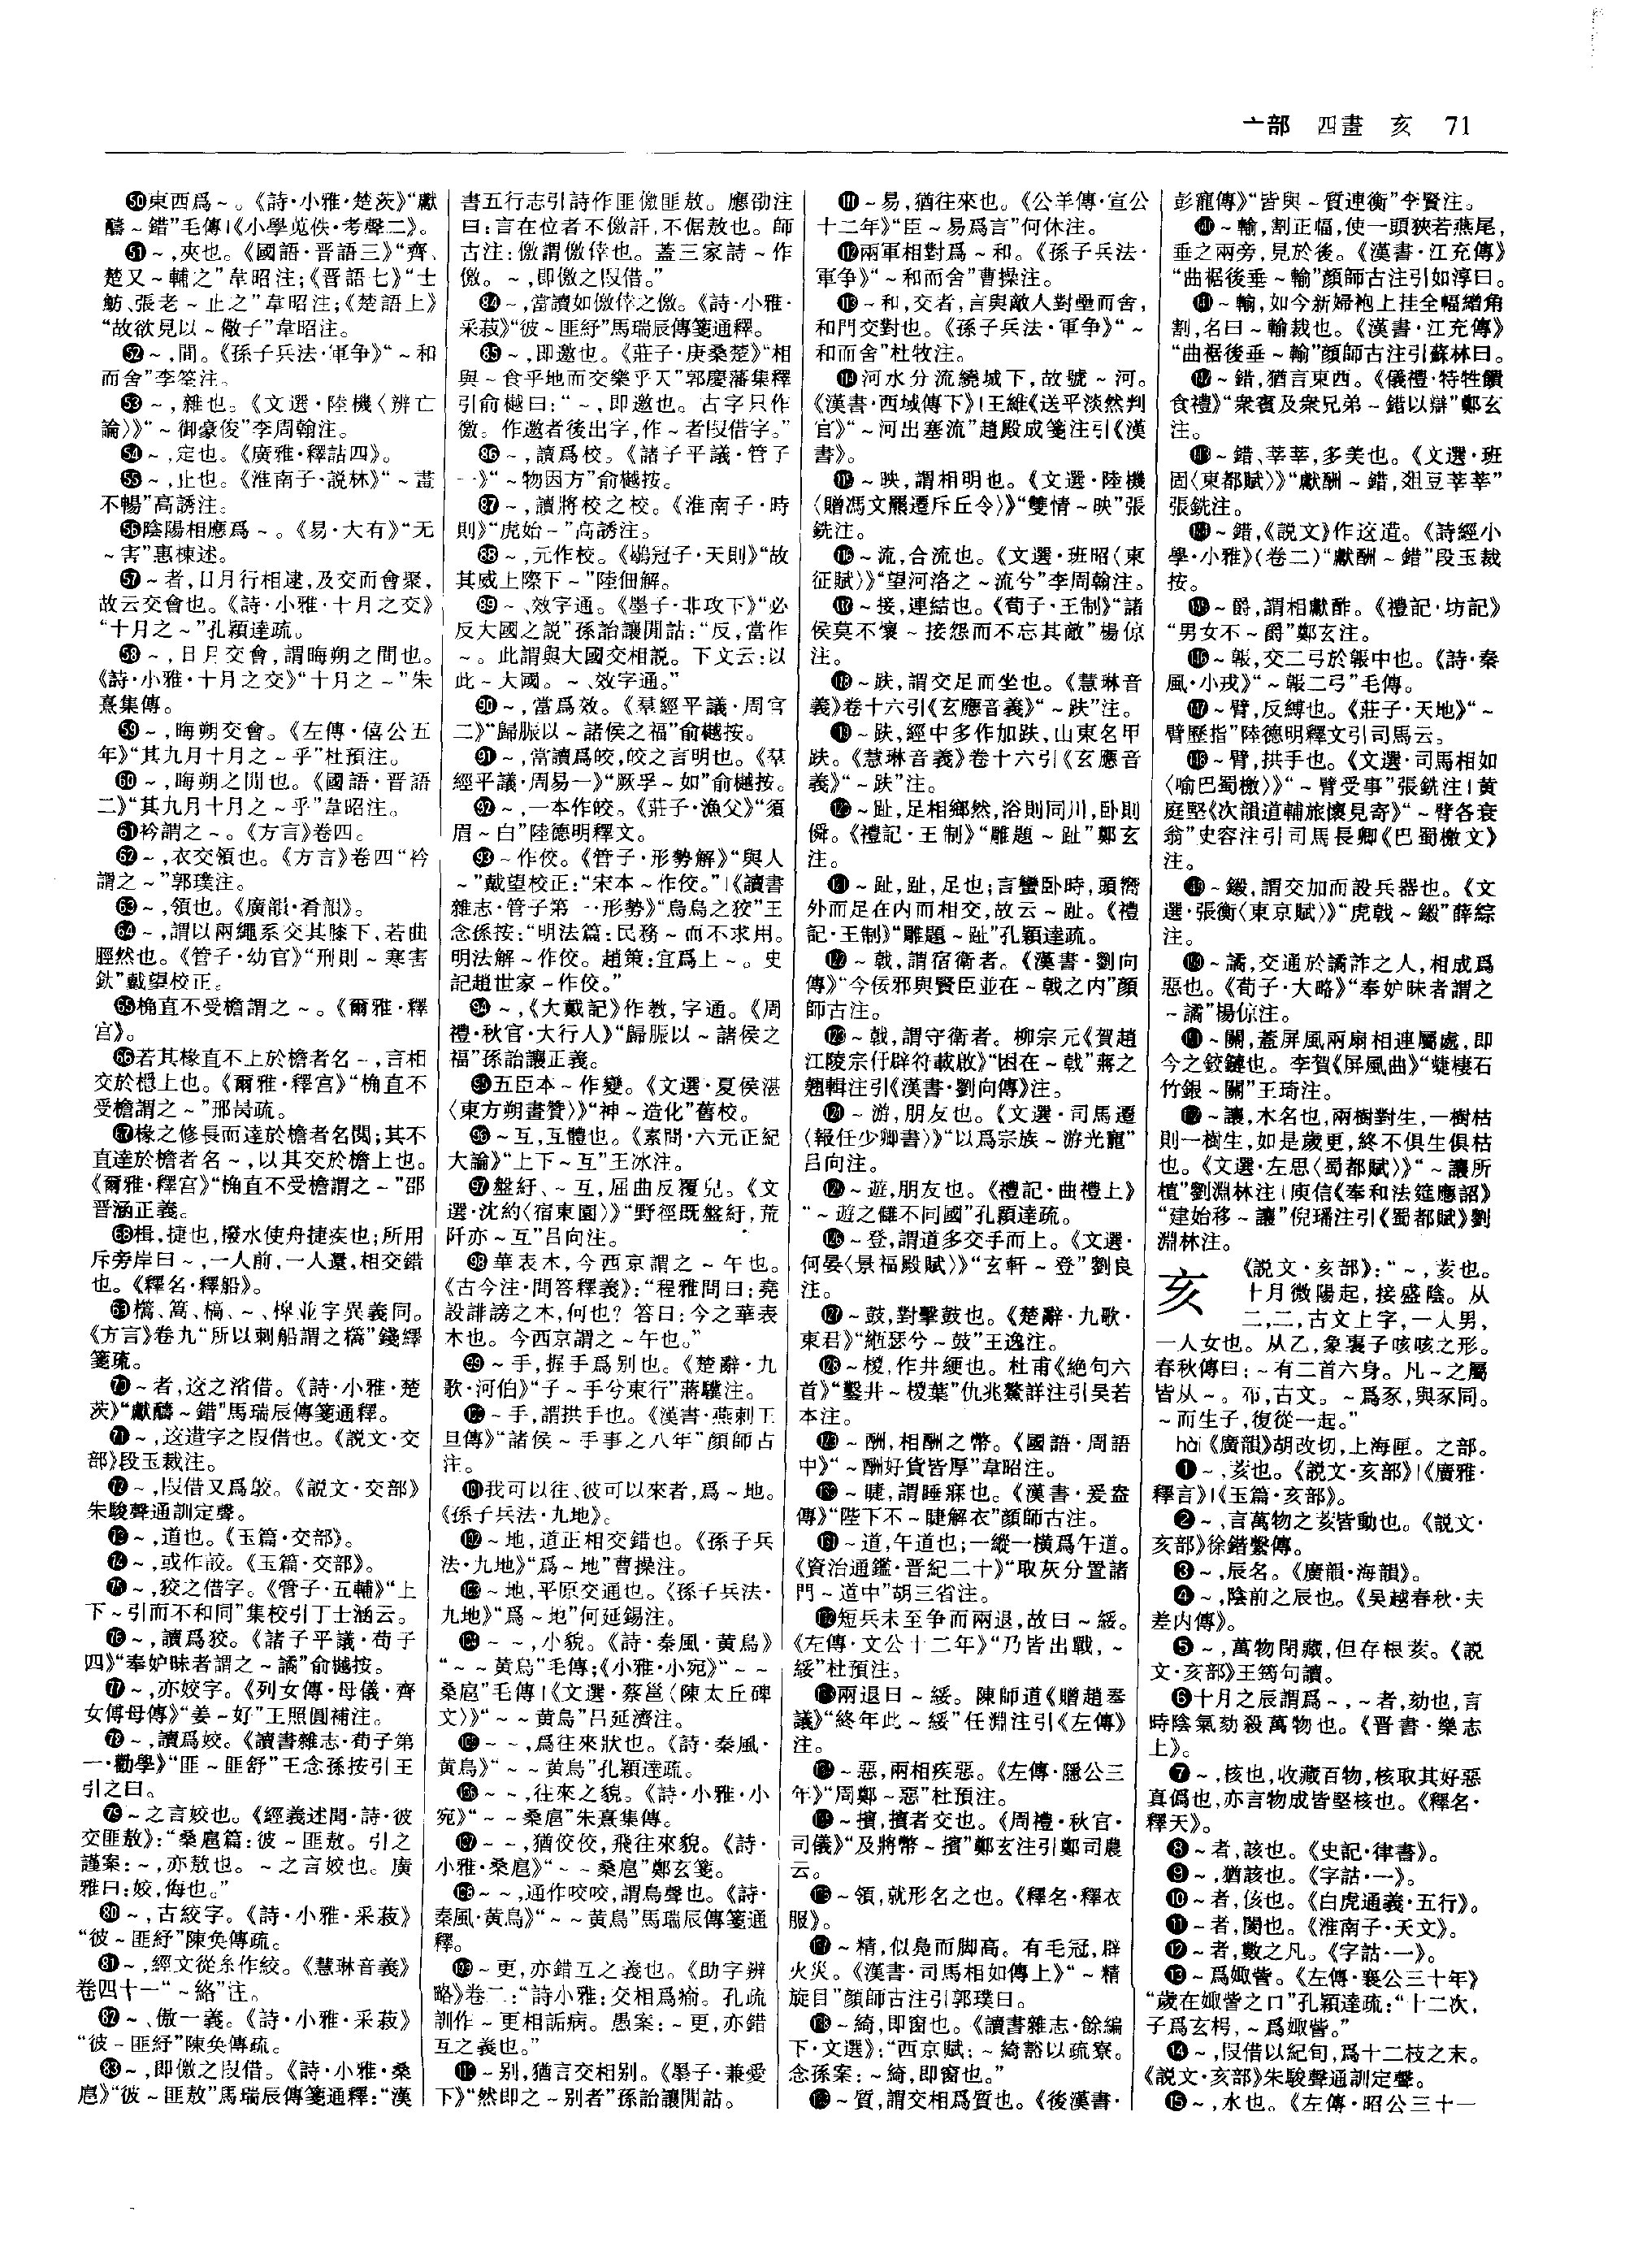 亠部　四畫　亥　71
㊿東西爲～。《詩·小雅·楚茨》“獻
醻～錯”毛傳|《小學蒐佚·考聲二》。
51～,夾也。《國語·晉語三》“齊、
楚又～輔之”韋昭注;《晉語七》“士
魴、張老～止之”韋昭注;《楚語上》
“故欲見以～儆子”韋昭注。
52～,間。《孫子兵法·軍争》“～和
而舍”李筌注。
53～,雜也。《文選·陸機〈辨亡
論〉》“～御豪俊”李周翰注。
54～,定也。《廣雅·釋詁四》。
55～,止也。《淮南子·説林》“～畫
不暢”高誘注。
56陰陽相應爲～。《易·大有》“无
～害”惠棟述。
57～者,日月行相逮,及交而會聚,
故云交會也。《詩·小雅·十月之交》
“十月之～”孔穎達疏。
58～,日月交會,謂晦朔之間也。
《詩·小雅·十月之交》“十月之～”朱
熹集傳。
59～,晦朔交會。《左傳·僖公五
年》“其九月十月之～乎”杜預注。
60～,晦朔之閒也。《國語·晉語
二》“其九月十月之～乎”韋昭注。
61衿謂之～。《方言》卷四。
62～,衣交領也。《方言》卷四“衿
謂之～”郭璞注。
63～,領也。《廣韻·肴韻》。
64～,謂以兩繩系交其膝下,若曲
脛然也。《管子·幼官》“刑則～寒害
釱”戴望校正。
65桷直不受檐謂之～。《爾雅·釋
宫》。
66若其椽直不上於檐者名～,言相
交於檼上也。《爾雅·釋宫》“桷直不
受檐謂之～”邢昺疏。
67椽之修長而達於檐者名閲;其不
直達於檐者名～,以其交於檐上也。
《爾雅·釋宫》“桷直不受檐謂之～”邵
晉涵正義。
68楫,捷也,撥水使舟捷疾也;所用
斥旁岸曰～,一人前,一人還,相交錯
也。《釋名·釋船》。
69橋、篙、槁、～、榫並字異義同。
《方言》卷九“所以刺船謂之橋”錢繹
箋疏。
70～者,䢒之渻借。《詩·小雅·楚
茨》“獻醻～錯”馬瑞辰傳箋通釋。
71～,䢒造字之叚借也。《説文·交
部》段玉裁注。
72～,叚借又爲骹。《説文·交部》
朱駿聲通訓定聲。
73～,道也。《玉篇·交部》。
74～,或作䢒。《玉篇·交部》。
75～,狡之借字。《管子·五輔》“上
下～引而不和同”集校引丁士涵云。
76～,讀爲狡。《諸子平議·荀子
四》“奉妒昧者謂之～譎”俞樾按。
77～,亦姣字。《列女傳·母儀·齊
女傅母傳》“姜～好”王照圓補注。
78～,讀爲姣。《讀書雜志·荀子第
一·勸學》“匪～匪舒”王念孫按引王
引之曰。
79～之言姣也。《經義述聞·詩·彼
交匪敖》:“桑扈篇:彼～匪敖。引之
謹案:～,亦敖也。～之言姣也。廣
雅曰:姣,侮也。”
80～,古絞字。《詩·小雅·采菽》
“彼～匪紓”陳奂傳疏。
81～,經文從糸作絞。《慧琳音義》
卷四十一“～絡”注。
82～、傲一義。《詩·小雅·采菽》
“彼～匪紓”陳奂傳疏。
83～,即儌之叚借。《詩·小雅·桑
扈》“彼～匪敖”馬瑞辰傳箋通釋:“漢
書五行志引詩作匪儌匪敖。應劭注
曰:言在位者不儌訐,不倨敖也。師
古注:儌謂儌倖也。蓋三家詩～作
儌。～,即儌之叚借。”
84～,當讀如儌倖之儌。《詩·小雅·
采菽》“彼～匪紓”馬瑞辰傳箋通釋。
85～,即邀也。《莊子·庚桑楚》“相
與～食乎地而交樂乎天”郭慶藩集釋
引俞樾曰:“～,即邀也。古字只作
徼。作邀者後出字,作～者叚借字。”
86～,讀爲校。《諸子平議·管子
一》“～物因方”俞樾按。
87～,讀將校之校。《淮南子·時
則》“虎始～”高誘注。
88～,元作校。《鶡冠子·天則》“故
其威上際下～”陸佃解。
89～、效字通。《墨子·非攻下》“必
反大國之説”孫詒讓閒詁:“反,當作
～。此謂與大國交相説。下文云:以
此～大國。～、效字通。”
90～,當爲效。《羣經平議·周官
二》“歸脤以～諸侯之福”俞樾按。
91～,當讀爲皎,皎之言明也。《羣
經平議·周易一》“厥孚～如”俞樾按。
92～,一本作皎。《莊子·漁父》“須
眉～白”陸德明釋文。
93～作佼。《管子·形勢解》“與人
～”戴望校正:“宋本～作佼。”|《讀書
雜志·管子第一·形勢》“烏烏之狡”王
念孫按:“明法篇:民務～而不求用。
明法解～作佼。趙策:宜爲上～。史
記趙世家～作佼。”
94～,《大戴記》作教,字通。《周
禮·秋官·大行人》“歸脤以～諸侯之
福”孫詒讓正義。
95五臣本～作變。《文選·夏侯湛
〈東方朔畫贊〉》“神～造化”舊校。
96～互,互體也。《素問·六元正紀
大論》“上下～互”王冰注。
97盤紆、～互,屈曲反覆皃。《文
選·沈約〈宿東園〉》“野徑既盤紆,荒
阡亦～互”吕向注。
98華表木,今西京謂之～午也。
《古今注·問答釋義》:“程雅問曰:堯
設誹謗之木,何也?答曰:今之華表
木也。今西京謂之～午也。”
99～手,握手爲别也。《楚辭·九
歌·河伯》“子～手兮東行”蔣驥注。
100～手,謂拱手也。《漢書·燕剌王
旦傳》“諸侯～手事之八年”顔師古
注。
101我可以往、彼可以來者,爲～地。
《孫子兵法·九地》。
102～地,道正相交錯也。《孫子兵
法·九地》“爲～地”曹操注。
103～地,平原交通也。《孫子兵法·
九地》“爲～地”何延錫注。
104～～,小貌。《詩·秦風·黄鳥》
“～～黄鳥”毛傳;《小雅·小宛》“～～
桑扈”毛傳|《文選·蔡邕〈陳太丘碑
文〉》“～～黄鳥”吕延濟注。
105～～,爲往來狀也。《詩·秦風·
黄鳥》“～～黄鳥”孔穎達疏。
106～～,往來之貌。《詩·小雅·小
宛》“～～桑扈”朱熹集傳。
107～～,猶佼佼,飛往來貌。《詩·
小雅·桑扈》“～～桑扈”鄭玄箋。
108～～,通作咬咬,謂鳥聲也。《詩·
秦風·黄鳥》“～～黄鳥”馬瑞辰傳箋通
釋。
109～更,亦錯互之義也。《助字辨
略》卷二:“詩小雅:交相爲瘉。孔疏
訓作～更相詬病。愚案:～更,亦錯
互之義也。”
110～别,猶言交相别。《墨子·兼愛
下》“然即之～别者”孫詒讓閒詁。
111～易,猶往來也。《公羊傳·宣公
十二年》“臣～易爲言”何休注。
112兩軍相對爲～和。《孫子兵法·
軍争》“～和而舍”曹操注。
113～和,交者,言與敵人對壘而舍,
和門交對也。《孫子兵法·軍争》“～
和而舍”杜牧注。
114河水分流繞城下,故號～河。
《漢書·西域傳下》|王維《送平淡然判
官》“～河出塞流”趙殿成箋注引《漢
書》。
115～映,謂相明也。《文選·陸機
〈贈馮文羆遷斥丘令〉》“雙情～映”張
銑注。
116～流,合流也。《文選·班昭〈東
征賦〉》“望河洛之～流兮”李周翰注。
117～接,連結也。《荀子·王制》“諸
侯莫不懷～接怨而不忘其敵”楊倞
注。
118～趺,謂交足而坐也。《慧琳音
義》卷十六引《玄應音義》“～趺”注。
119～趺,經中多作加趺,山東名甲
趺。《慧琳音義》卷十六引《玄應音
義》“～趺”注。
120～趾,足相鄉然,浴則同川,卧則
僢。《禮記·王制》“雕題～趾”鄭玄
注。
121～趾,趾,足也;言蠻卧時,頭嚮
外而足在内而相交,故云～趾。《禮
記·王制》“雕題～趾”孔穎達疏。
122～戟,謂宿衛者。《漢書·劉向
傳》“今佞邪與賢臣並在～戟之内”顔
師古注。
123～戟,謂守衛者。柳宗元《賀趙
江陵宗儒辟符載啟》“困在～戟”蔣之
翹輯注引《漢書·劉向傳》注。
124～游,朋友也。《文選·司馬遷
〈報任少卿書〉》“以爲宗族～游光寵”
吕向注。
125～遊,朋友也。《禮記·曲禮上》
“～遊之讎不同國”孔穎達疏。
126～登,謂道多交手而上。《文選·
何晏〈景福殿賦〉》“玄軒～登”劉良
注。
127～鼓,對擊鼓也。《楚辭·九歌·
東君》“緪瑟兮～鼓”王逸注。
128～椶,作井綆也。杜甫《絶句六
首》“鑿井～椶葉”仇兆鰲詳注引吴若
本注。
129～酬,相酬之幣。《國語·周語
中》“～酬好貨皆厚”韋昭注。
130～睫,謂睡寐也。《漢書·爰盎
傳》“陛下不～睫解衣”顔師古注。
131～道,午道也;一縱一横爲午道。
《資治通鑑·晉紀二十》“取灰分置諸
門～道中”胡三省注。
132短兵未至争而兩退,故曰～綏。
《左傳·文公十二年》“乃皆出戰,～
綏”杜預注。
133兩退曰～綏。陳師道《贈趙奉
議》“終年此～綏”任淵注引《左傳》
注。
134～惡,兩相疾惡。《左傳·隱公三
年》“周鄭～惡”杜預注。
135～擯,擯者交也。《周禮·秋官·
司儀》“及將幣～擯”鄭玄注引鄭司農
云。
136～領,就形名之也。《釋名·釋衣
服》。
137～精,似鳧而脚高。有毛冠,辟
火災。《漢書·司馬相如傳上》“～精
旋目”顔師古注引郭璞曰。
138～綺,即窗也。《讀書雜志·餘編
下·文選》:“西京賦:～綺豁以疏寮。
念孫案:～綺,即窗也。”
139～質,謂交相爲質也。《後漢書·
彭寵傳》“皆與～質連衡”李賢注。
140～輸,割正幅,使一頭狹若燕尾,
垂之兩旁,見於後。《漢書·江充傳》
“曲裾後垂～輸”顔師古注引如淳曰。
141～輸,如今新婦袍上挂全幅繒角
割,名曰～輸裁也。《漢書·江充傳》
“曲裾後垂～輸”顔師古注引蘇林曰。
142～錯,猶言東西。《儀禮·特牲饋
食禮》“衆賓及衆兄弟～錯以辯”鄭玄
注。
143～錯、莘莘,多美也。《文選·班
固〈東都賦〉》“獻酬～錯,俎豆莘莘”
張銑注。
144～錯,《説文》作䢒䢒。《詩經小
學·小雅》(卷二)“獻酬～錯”段玉裁
按。
145～爵,謂相獻酢。《禮記·坊記》
“男女不～爵”鄭玄注。
146～韔,交二弓於韔中也。《詩·秦
風·小戎》“～韔二弓”毛傳。
147～臂,反縛也。《莊子·天地》“～
臂歷指”陸德明釋文引司馬云。
148～臂,拱手也。《文選·司馬相如
〈喻巴蜀檄〉》“～臂受事”張銑注|黄
庭堅《次韻道輔旅懷見寄》“～臂各衰
翁”史容注引司馬長卿《巴蜀檄文》
注。
149～鎩,謂交加而設兵器也。《文
選·張衡〈東京賦〉》“虎戟～鎩”薛綜
注。
150～譎,交通於譎詐之人,相成爲
惡也。《荀子·大略》“奉妒昧者謂之
～譎”楊倞注。
151～關,蓋屏風兩扇相連屬處,即
今之鉸鏈也。李賀《屏風曲》“蝶棲石
竹銀～關”王琦注。
152～讓,木名也,兩樹對生,一樹枯
則一樹生,如是歲更,終不俱生俱枯
也。《文選·左思〈蜀都賦〉》“～讓所
植”劉淵林注|庾信《奉和法筵應詔》
“建始移～讓”倪璠注引《蜀都賦》劉
淵林注。
亥　《説文·亥部》:“～,荄也。
十月微陽起,接盛陰。从
二,二,古文上字,一人男,
一人女也。从乙,象裹子咳咳之形。
春秋傳曰:～有二首六身。凡～之屬
皆从～。,古文。～爲豕,與豕同。
～而生子,復從一起。”
hài《廣韻》胡改切,上海匣。之部。
❶～,荄也。《説文·亥部》|《廣雅·
釋言》|《玉篇·亥部》。
❷～,言萬物之荄皆動也。《説文·
亥部》徐鍇繫傳。
❸～,辰名。《廣韻·海韻》。
❹～,陰前之辰也。《吴越春秋·夫
差内傳》。
❺～,萬物閉藏,但存根荄。《説
文·亥部》王筠句讀。
❻十月之辰謂爲～,～者,劾也,言
時陰氣劾殺萬物也。《晉書·樂志
上》。
❼～,核也,收藏百物,核取其好惡
真僞也,亦言物成皆堅核也。《釋名·
釋天》。
❽～者,該也。《史記·律書》。
❾～,猶該也。《字詁·一》。
❿～者,侅也。《白虎通義·五行》。
⓫～者,閡也。《淮南子·天文》。
⓬～者,數之凡。《字詁·一》。
⓭～爲娵訾。《左傳·襄公三十年》
“歲在娵訾之口”孔穎達疏:“十二次,
子爲玄枵,～爲娵訾。”
⓮～,叚借以紀旬,爲十二枝之末。
《説文·亥部》朱駿聲通訓定聲。
⓯～,水也。《左傳·昭公三十一